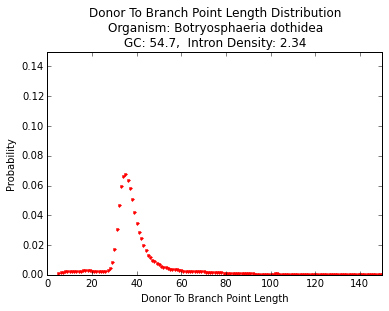 Donor To Branch Point Length Distribution
Organism: Botryosphaeria dothidea
GC: 54.7,  Intron Density: 2.34
0.14
0.12
0.10
0.08
0.06
0.04
0.02
0.00
Probability
0 20 40 60 80 100 120 140
Donor To Branch Point Length